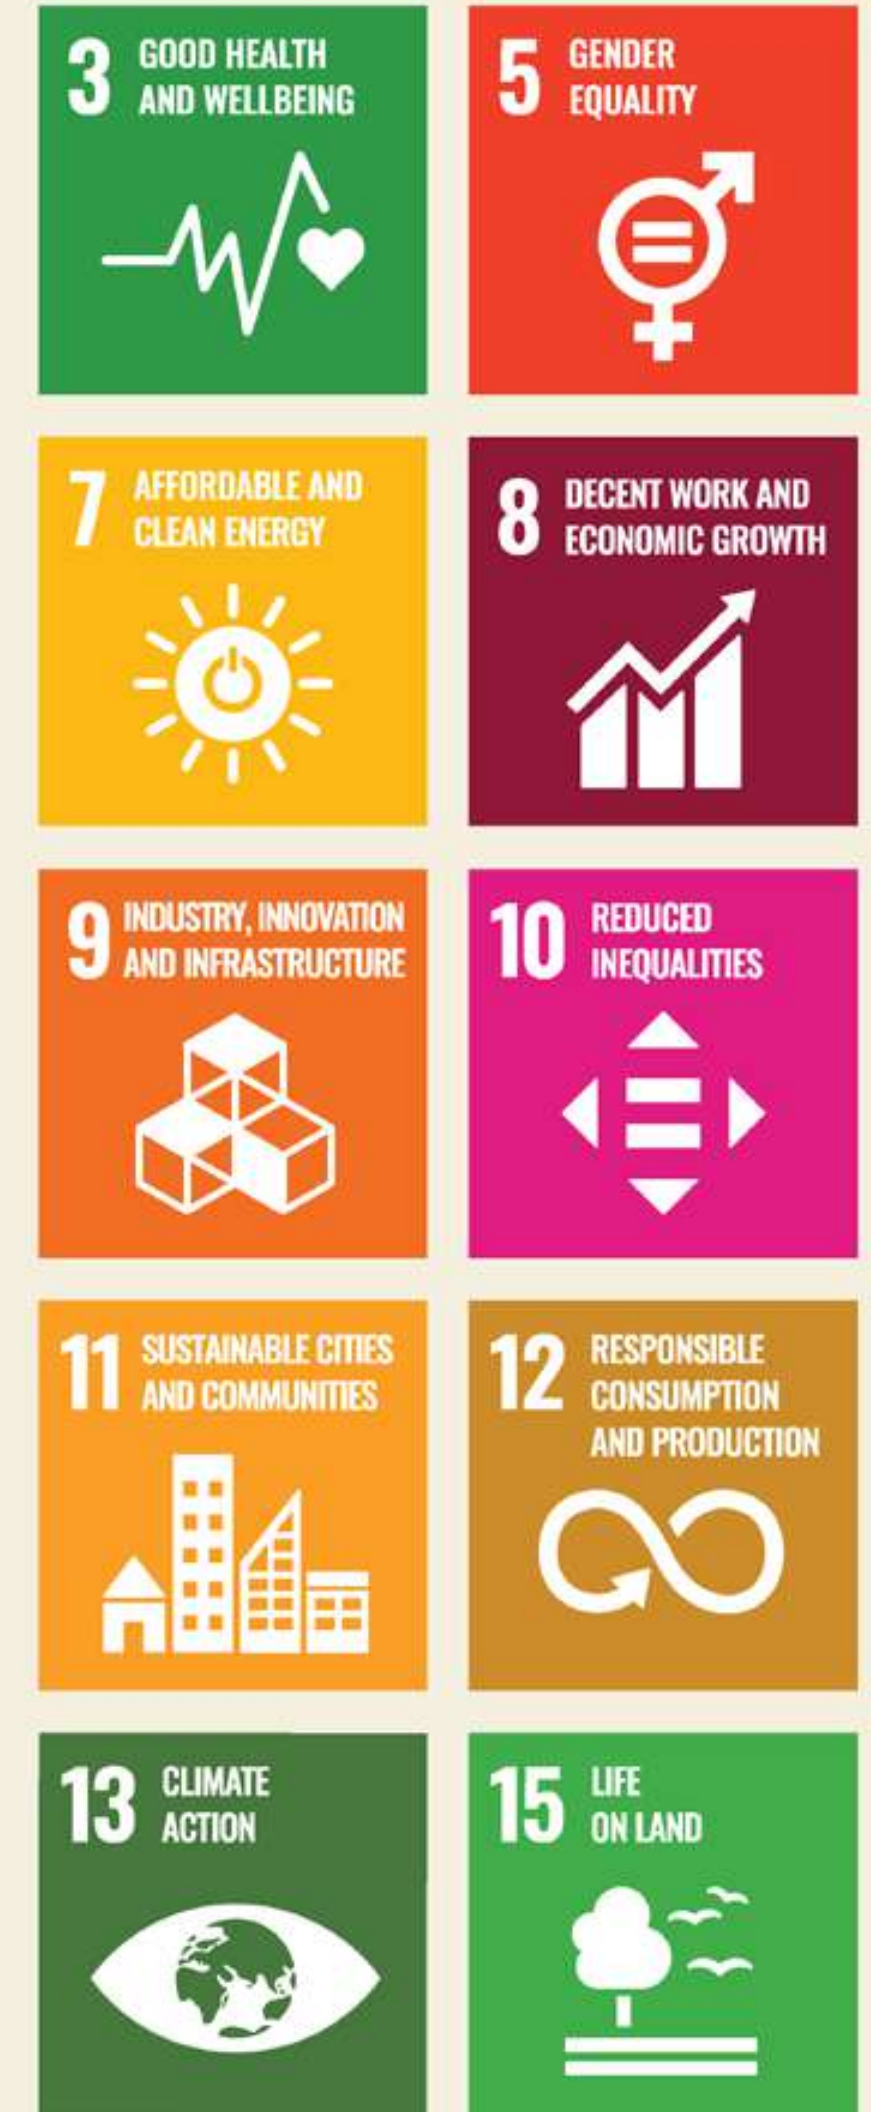 3 GOOD HEALTH
AND WELLBEING
5 GENDER
EQUALITY
7 AFFORDABLE AND
CLEAN ENERGY
8 DECENT WORK AND
ECONOMIC GROWTH
9 INDUSTRY, INNOVATION
AND INFRASTRUCTURE
10 REDUCED
INEQUALITIES
11 SUSTAINABLE CITIES
AND COMMUNITIES
12 RESPONSIBLE
CONSUMPTION
AND PRODUCTION
13 CLIMATE
ACTION
15 LIFE
ON LAND